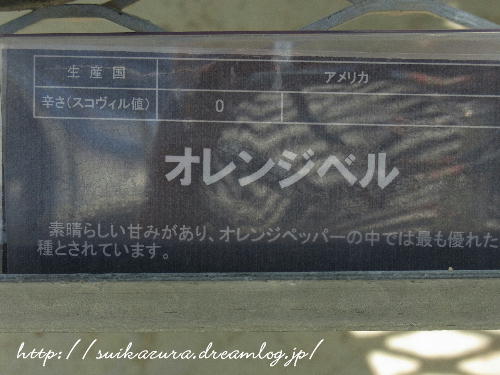 生産国 アメリカ
辛さ(スコヴィル値) 0
オレンジベル
素晴らしい甘みがあり、オレンジペッパーの中では最も優れた
種とされています。
http://suikazura.dreamlog.jp/